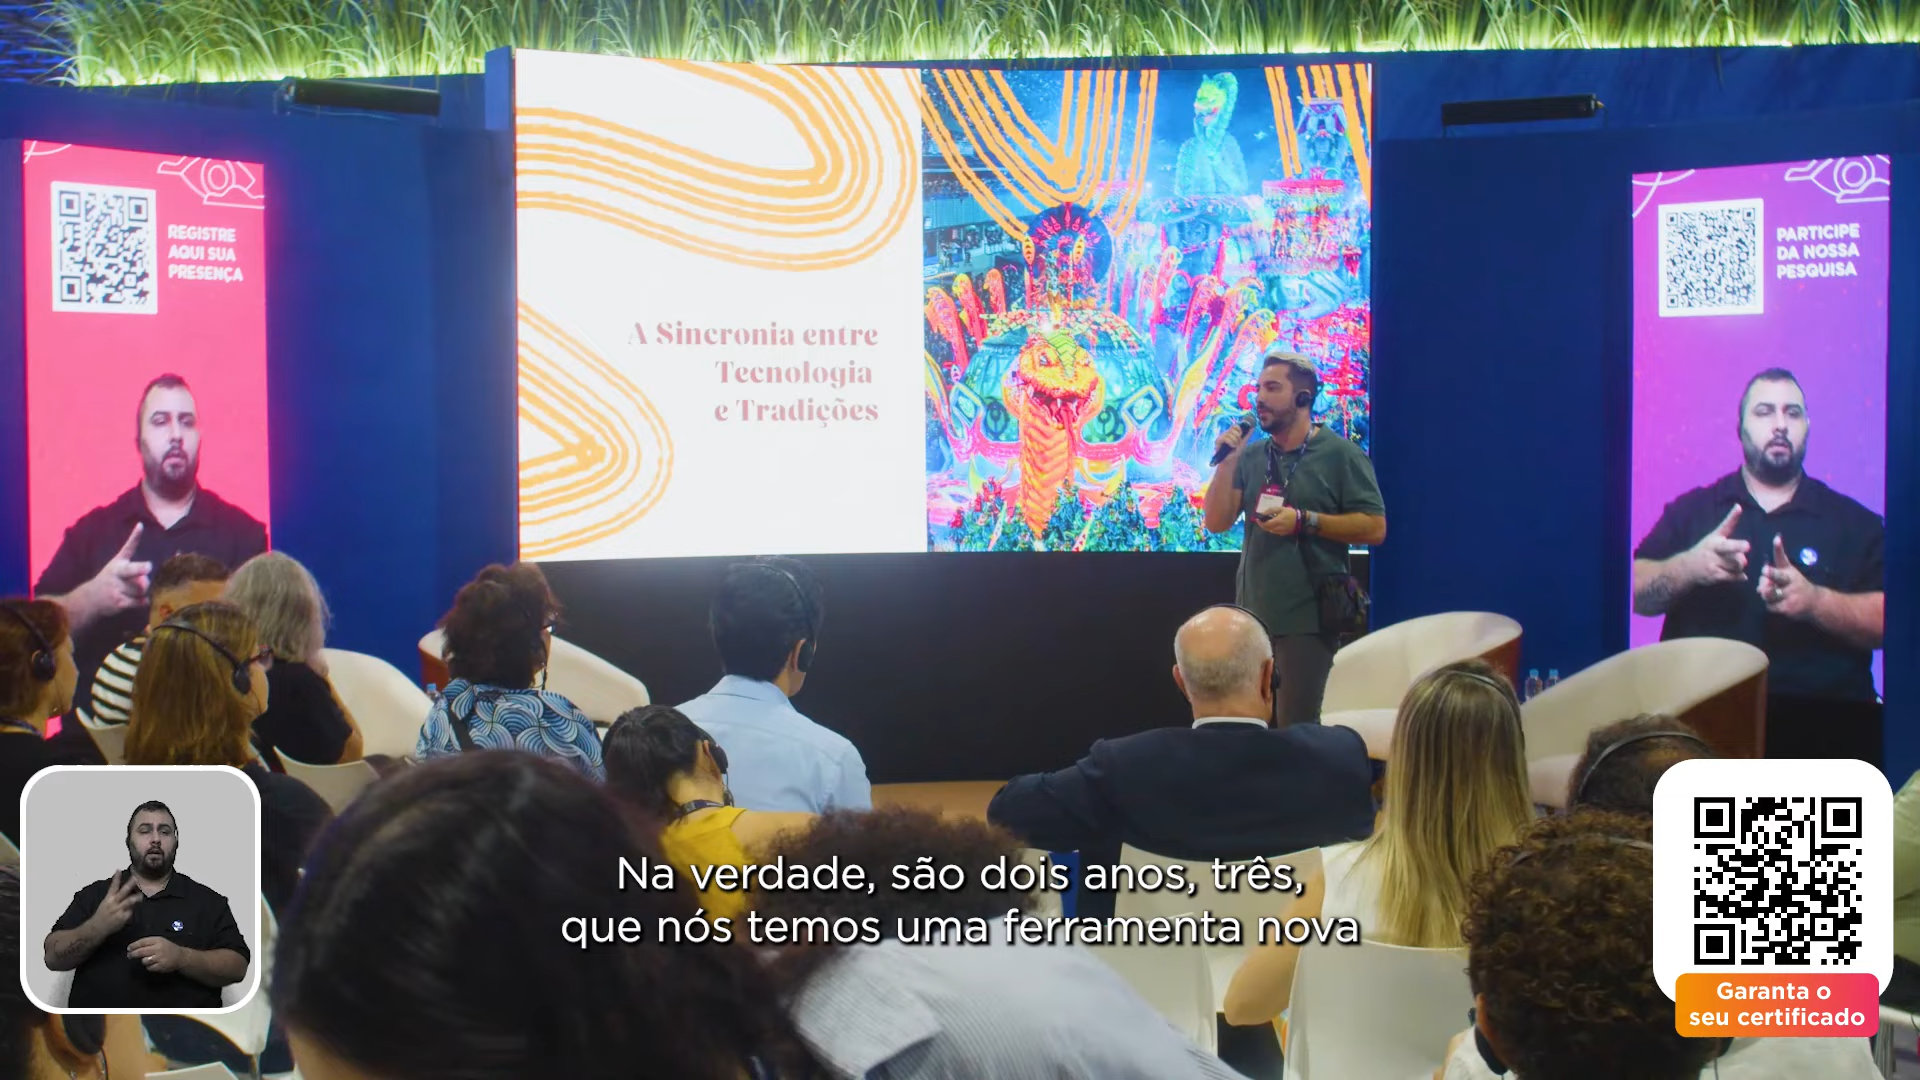 REGISTRE
AQUI SUA
PRESENÇA
A Sincronia entre
Tecnologia
e Tradições
PARTICIPE
DA NOSSA
PESQUISA
Na verdade, são dois anos, três,
que nós temos uma ferramenta nova
Garanta o
seu certificado